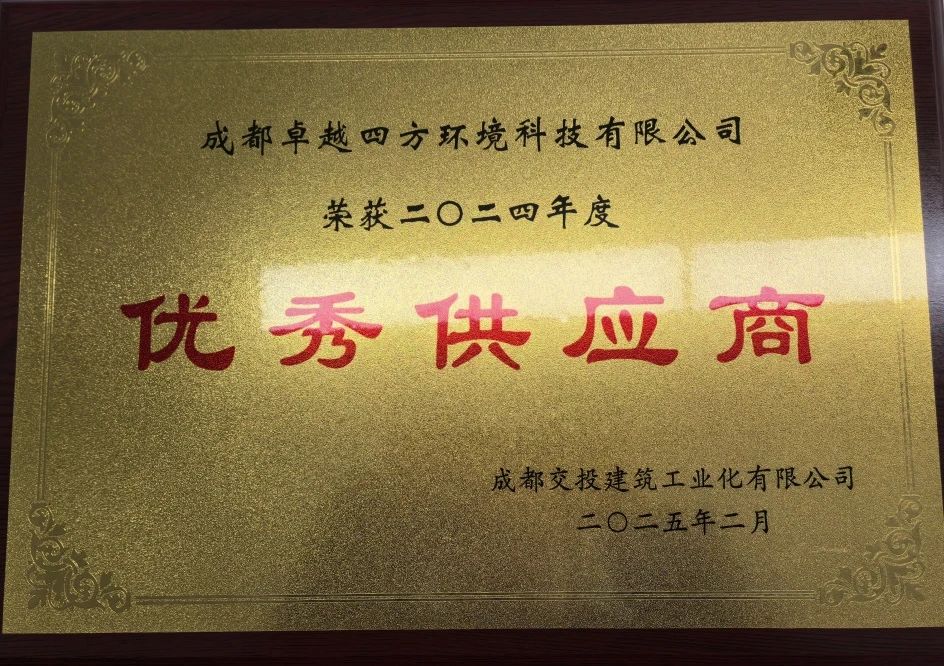 成都卓越四方环境科技有限公司
荣获二〇二四年度
优秀供应商
成都交投建筑工业化有限公司
二〇二五年二月